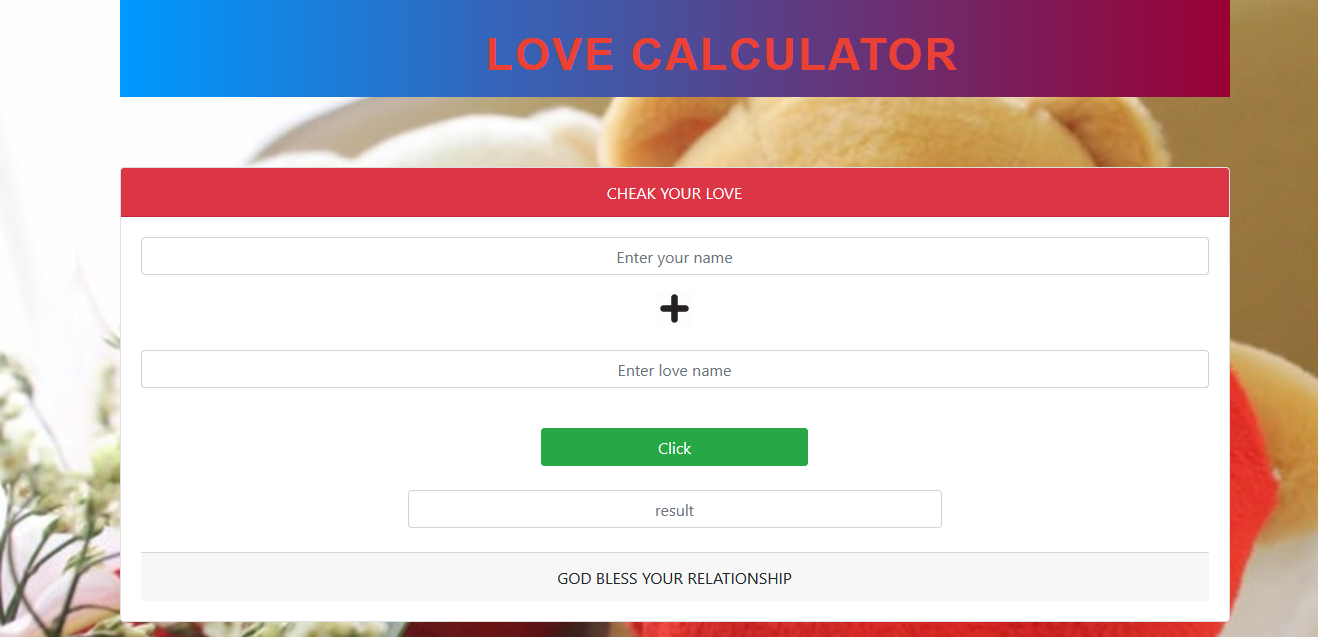 LOVE CALCULATOR
CHEAK YOUR LOVE
Enter your name
Enter love name
Click
result
GOD BLESS YOUR RELATIONSHIP